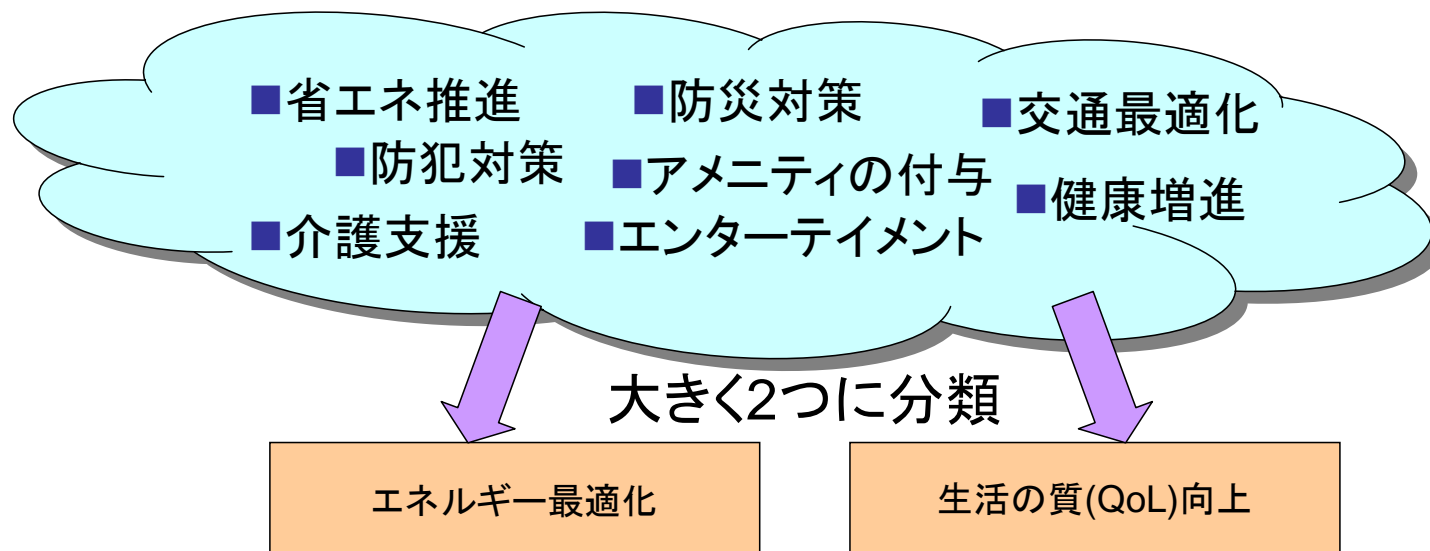 ■省エネ推進
■防災対策
■交通最適化
■防犯対策
■アメニティの付与
■健康増進
■介護支援
■エンターテイメント
大きく2つに分類
エネルギー最適化
生活の質(QoL)向上